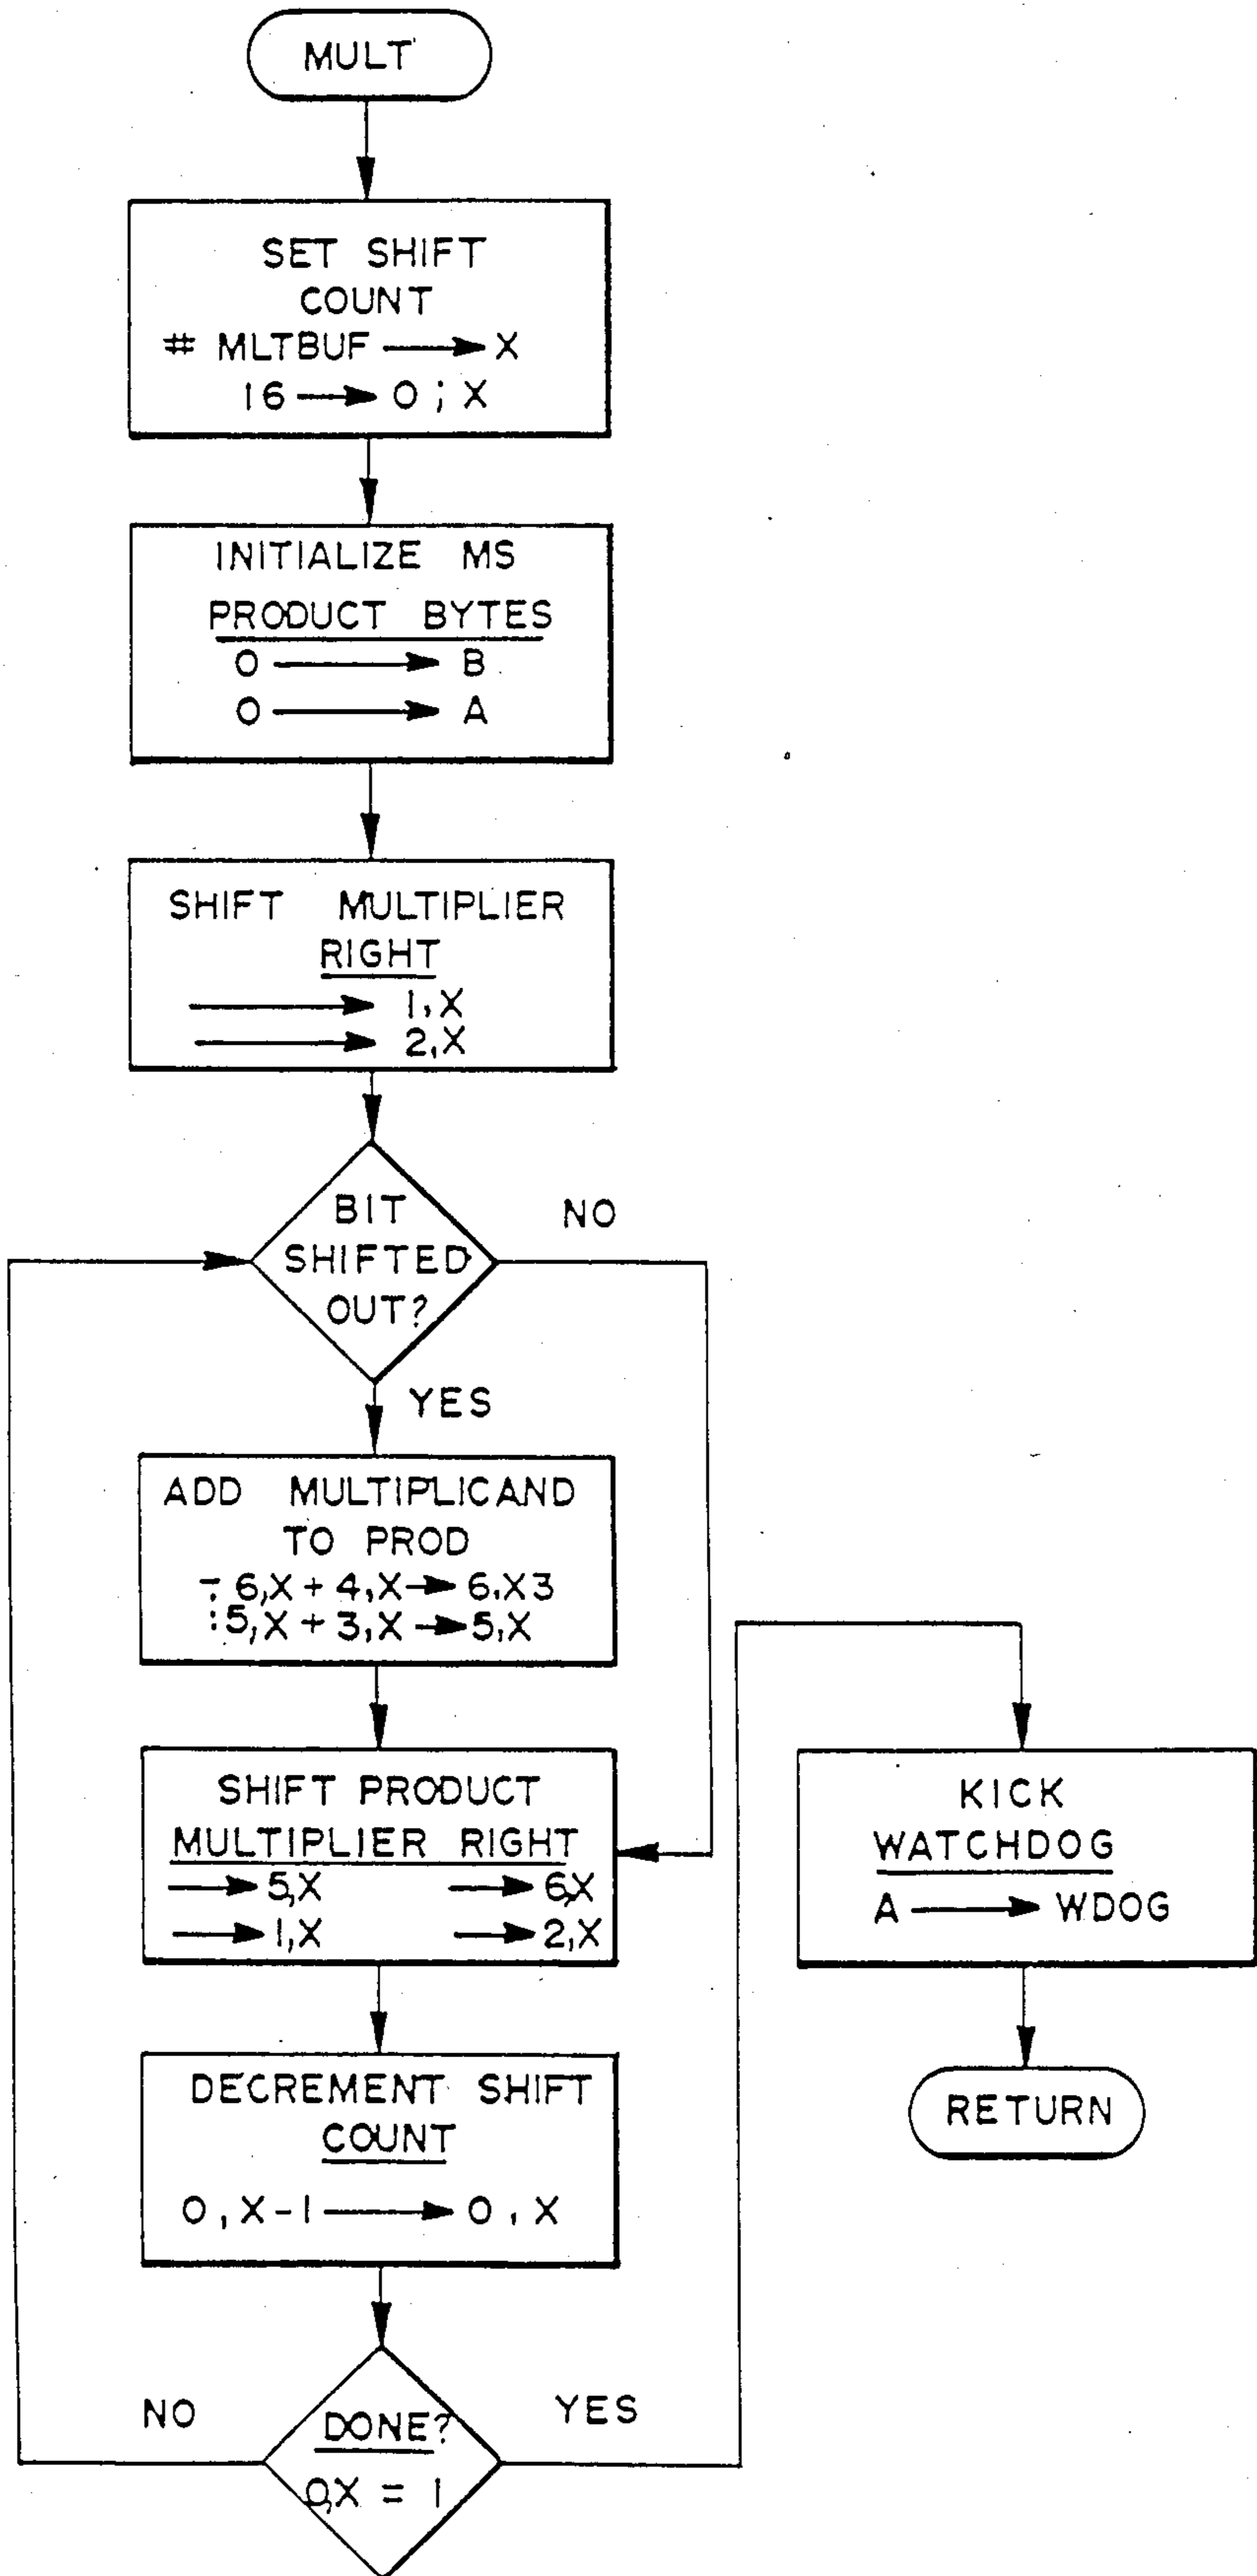 MULT
SET SHIFT
COUNT
# MLTBUF → X
16 → 0 ; X
INITIALIZE MS
PRODUCT BYTES
0 → B
0 → A
SHIFT MULTIPLIER
RIGHT
→ 1,X
→ 2,X
BIT
SHIFTED
OUT?
NO
YES
ADD MULTIPLICAND
TO PROD
6,X + 4,X → 6,X3
5,X + 3,X → 5,X
SHIFT PRODUCT
MULTIPLIER RIGHT
→ 5,X → 6,X
→ 1,X → 2,X
DECREMENT SHIFT
COUNT
0 , X-1 → 0 , X
DONE?
0,X = 1
NO
YES
KICK
WATCHDOG
A → WDOG
RETURN